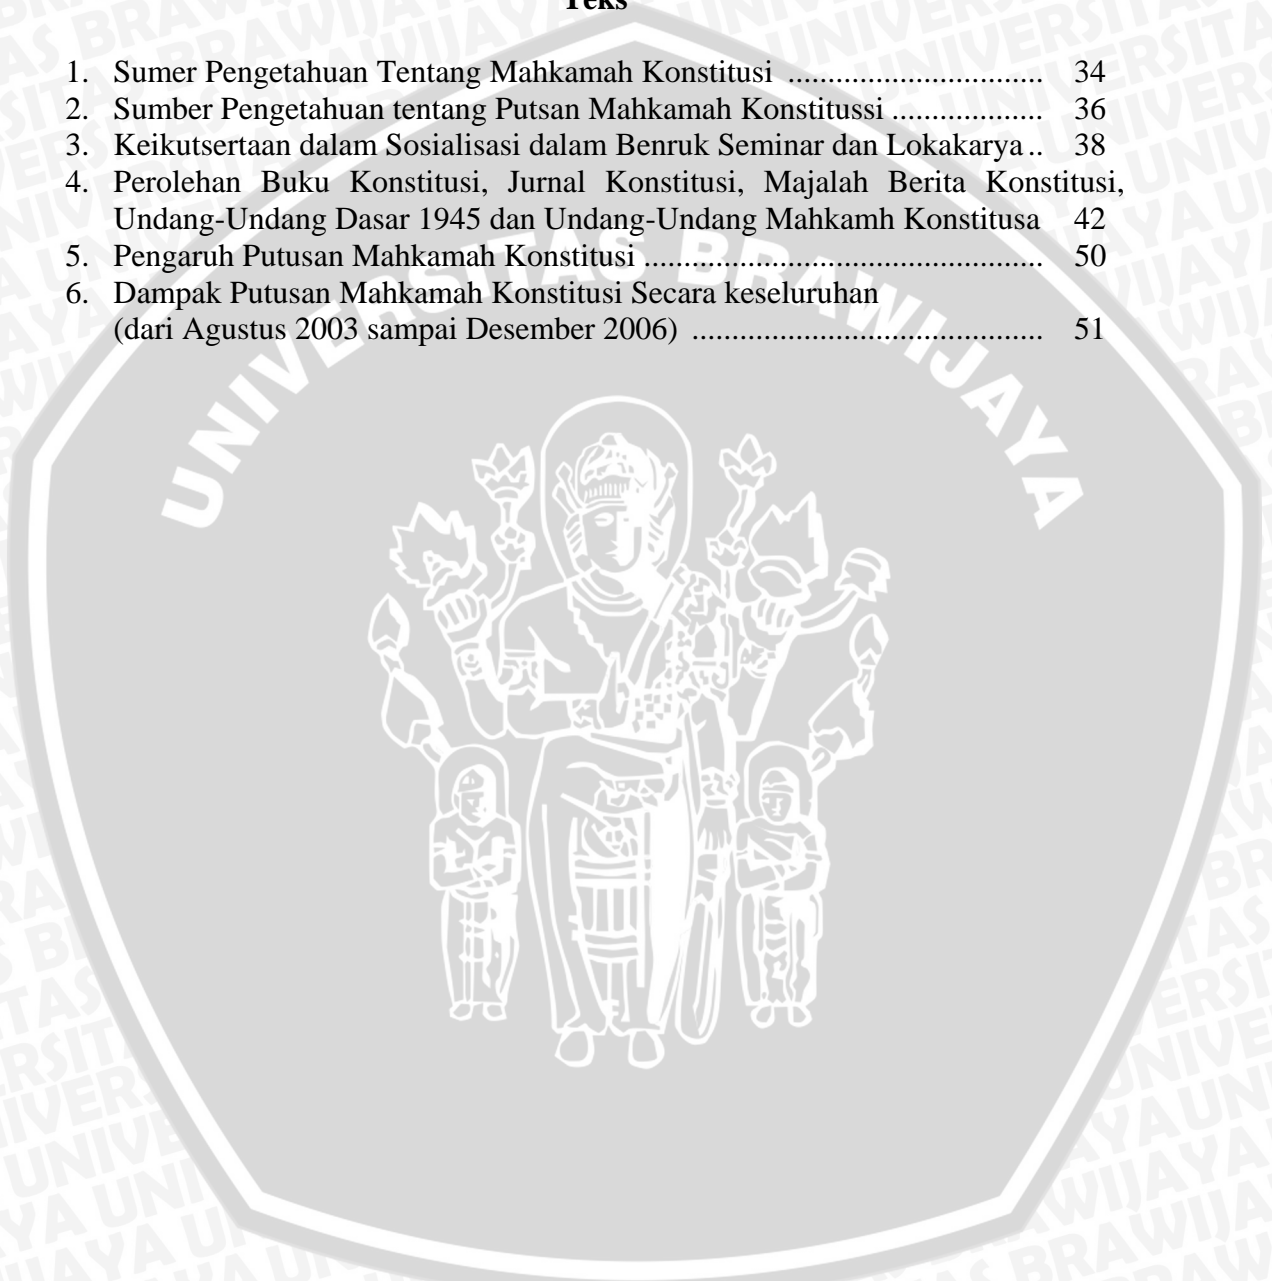 Teks
1. Sumer Pengetahuan Tentang Mahkamah Konstitusi ................................ 34
2. Sumber Pengetahuan tentang Putsan Mahkamah Konstitussi ................... 36
3. Keikutsertaan dalam Sosialisasi dalam Benruk Seminar dan Lokakarya .. 38
4. Perolehan Buku Konstitusi, Jurnal Konstitusi, Majalah Berita Konstitusi,
Undang-Undang Dasar 1945 dan Undang-Undang Mahkamh Konstitusa 42
5. Pengaruh Putusan Mahkamah Konstitusi .................................................. 50
6. Dampak Putusan Mahkamah Konstitusi Secara keseluruhan
(dari Agustus 2003 sampai Desember 2006) ............................................ 51
UNIVERSITAS BRAWIJAYA